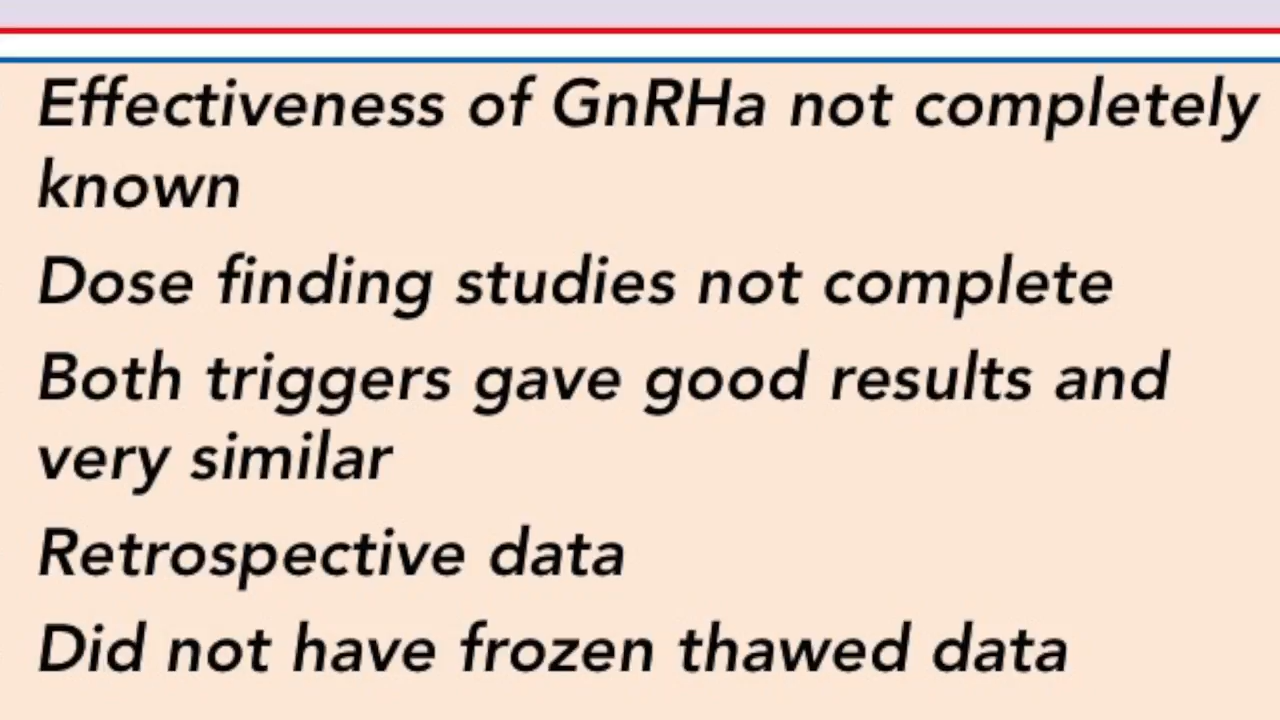 Effectiveness of GnRHa not completely
known
Dose finding studies not complete
Both triggers gave good results and
very similar
Retrospective data
Did not have frozen thawed data